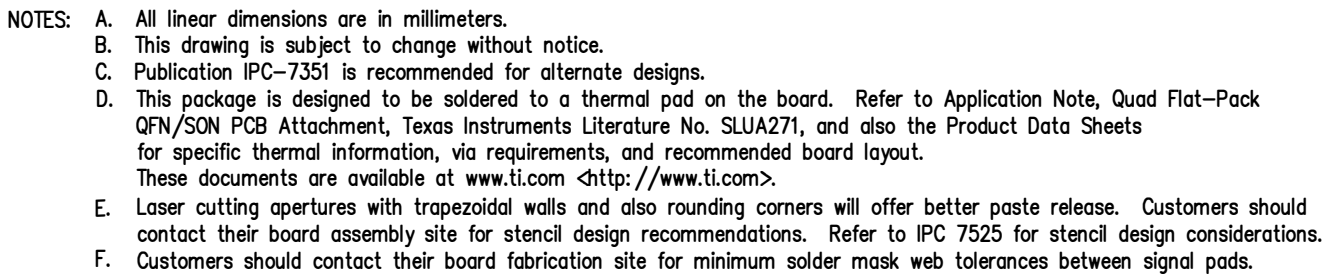 NOTES: A. All linear dimensions are in millimeters.
B. This drawing is subject to change without notice.
C. Publication IPC-7351 is recommended for alternate designs.
D. This package is designed to be soldered to a thermal pad on the board. Refer to Application Note, Quad Flat-Pack
QFN/SON PCB Attachment, Texas Instruments Literature No. SLUA271, and also the Product Data Sheets
for specific thermal information, via requirements, and recommended board layout.
These documents are available at www.ti.com <http://www.ti.com>.
E. Laser cutting apertures with trapezoidal walls and also rounding corners will offer better paste release. Customers should
contact their board assembly site for stencil design recommendations. Refer to IPC 7525 for stencil design considerations.
F. Customers should contact their board fabrication site for minimum solder mask web tolerances between signal pads.